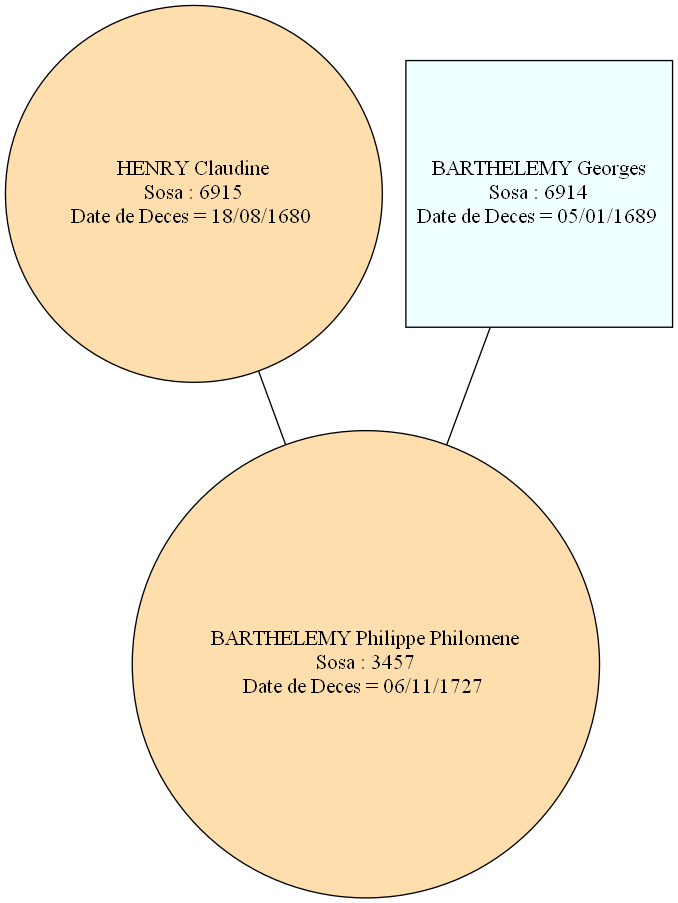 HENRY Claudine
Sosa : 6915
Date de Deces = 18/08/1680
BARTHELEMY Georges
Sosa : 6914
Date de Deces = 05/01/1689
BARTHELEMY Philippe Philomene
Sosa : 3457
Date de Deces = 06/11/1727